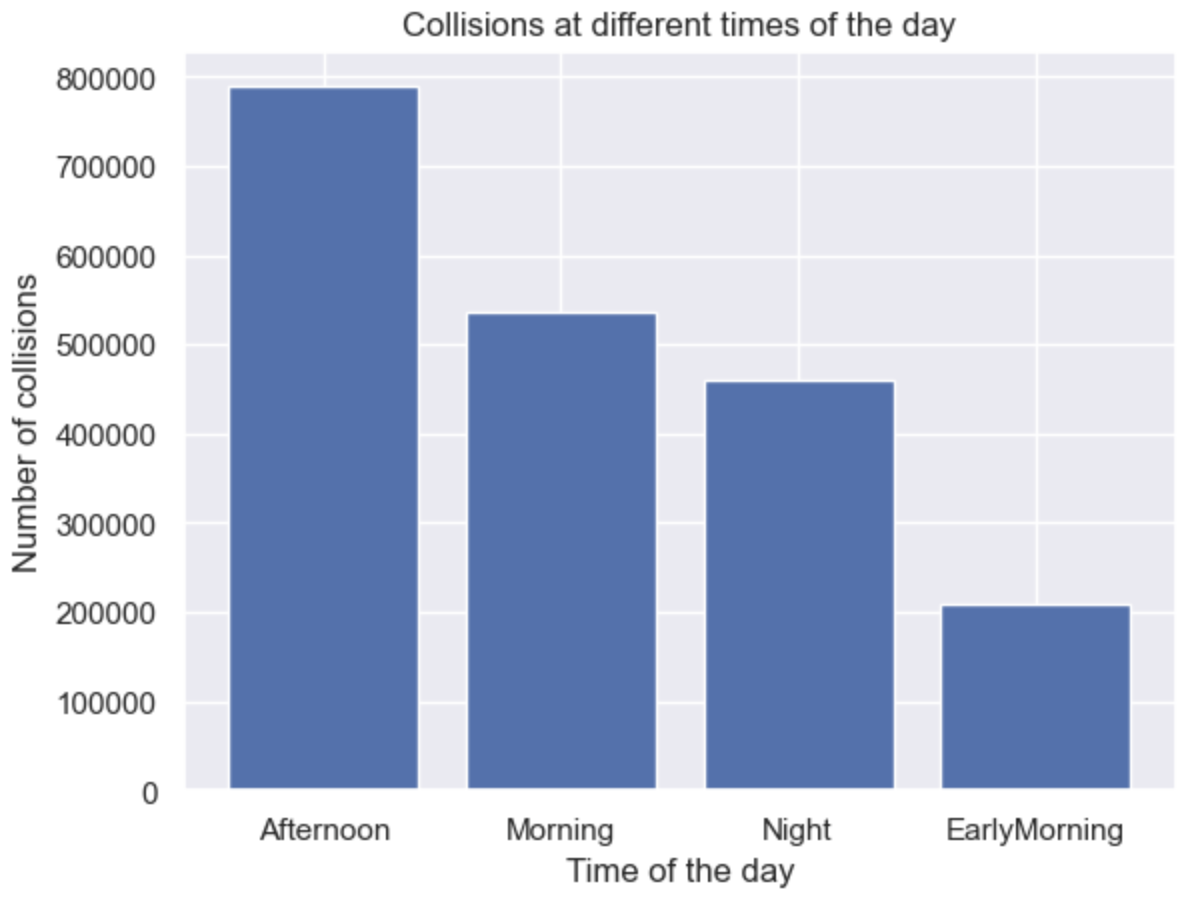 Collisions at different times of the day
Number of collisions
800000
700000
600000
500000
400000
300000
200000
100000
0
Afternoon Morning Night EarlyMorning
Time of the day